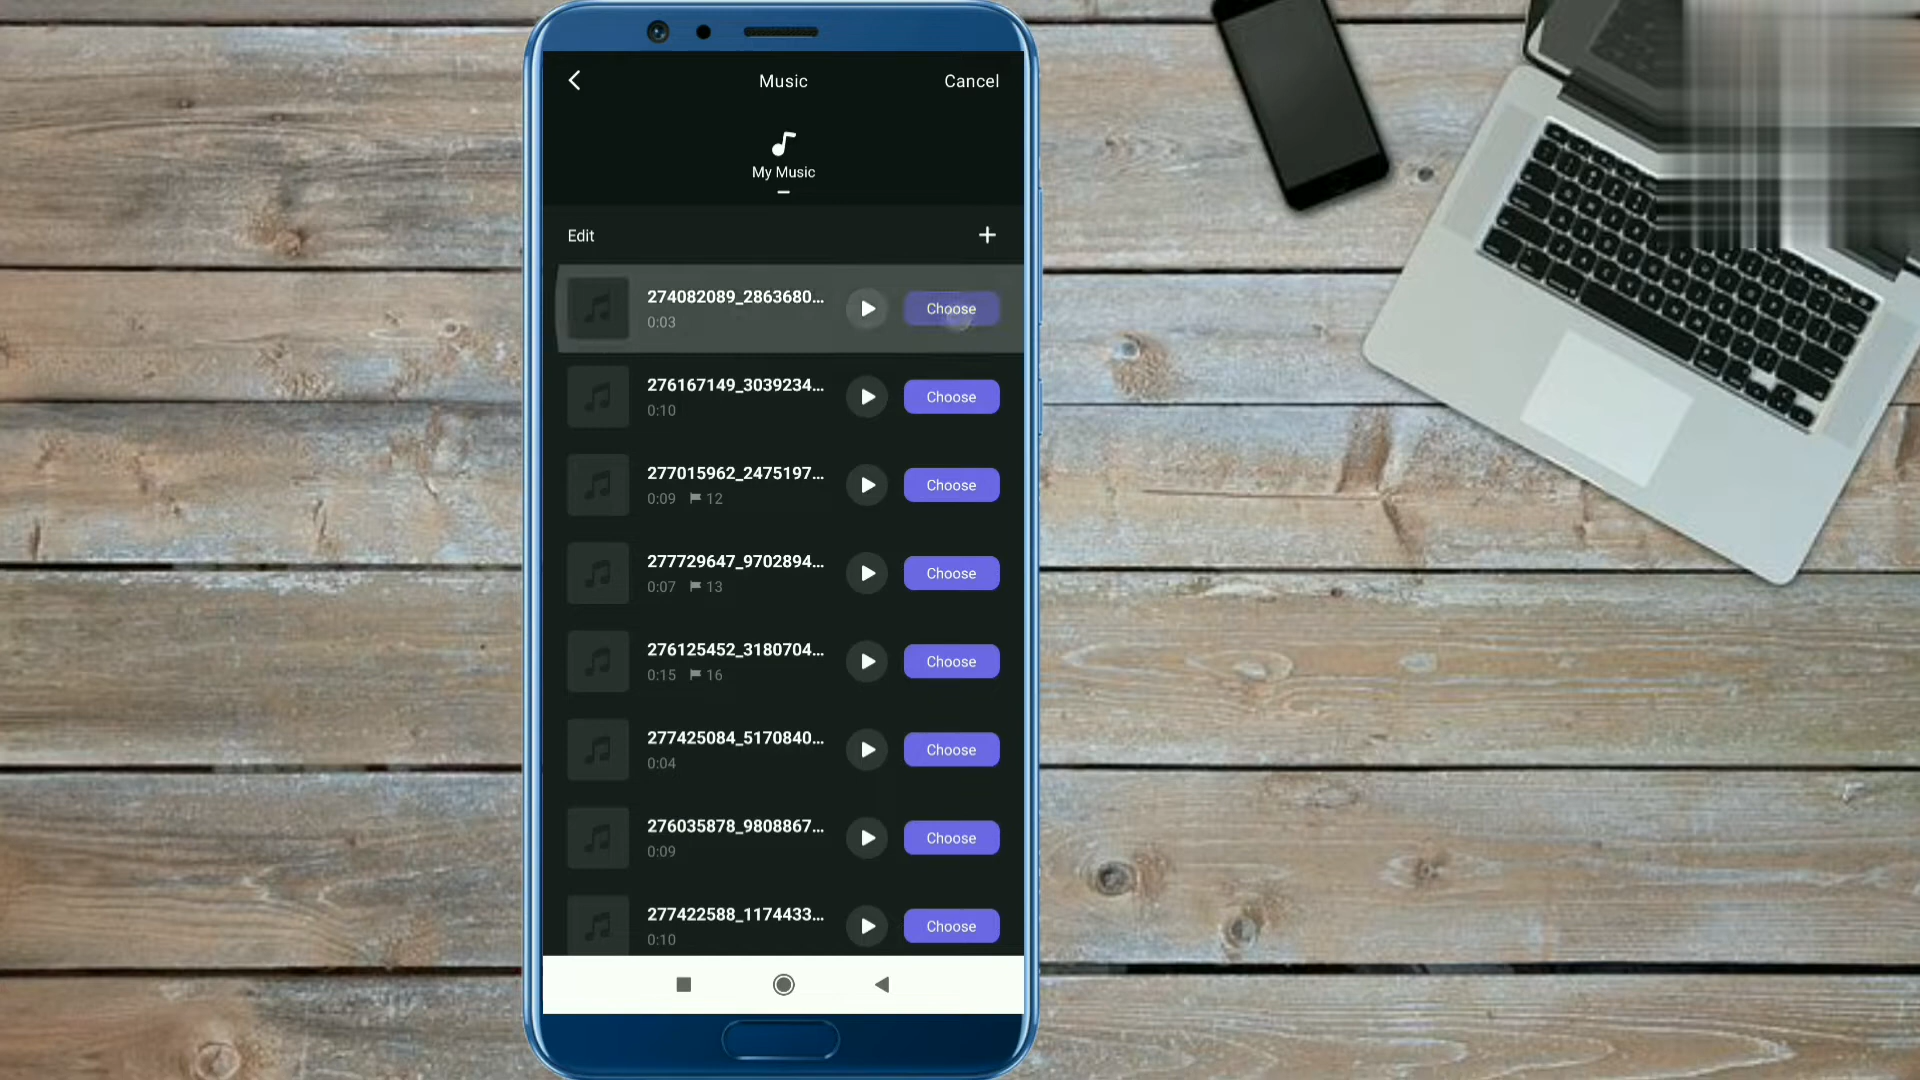 Music
Cancel
My Music
Edit
274082089_2863680...
0:03
Choose
276167149_3039234...
0:10
Choose
277015962_2475197...
0:09 12
Choose
277729647_9702894...
0:07 13
Choose
276125452_3180704...
0:15 16
Choose
277425084_5170840...
0:04
Choose
276035878_9808867...
0:09
Choose
277422588_1174433...
0:10
Choose